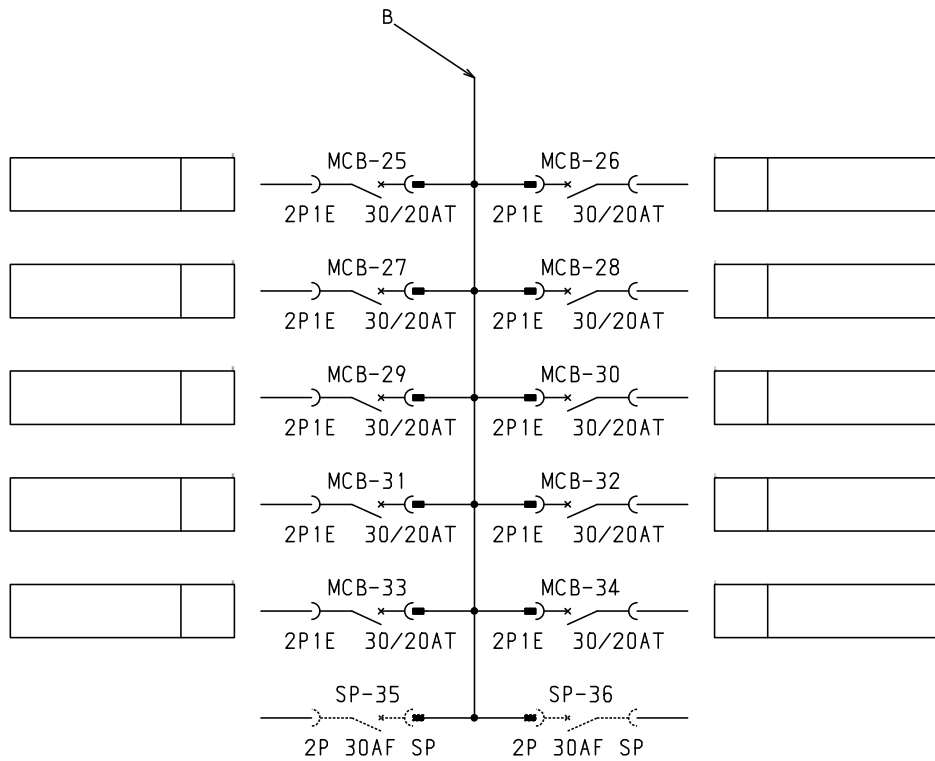 B
MCB-25 MCB-26
2P1E 30/20AT 2P1E 30/20AT
MCB-27 MCB-28
2P1E 30/20AT 2P1E 30/20AT
MCB-29 MCB-30
2P1E 30/20AT 2P1E 30/20AT
MCB-31 MCB-32
2P1E 30/20AT 2P1E 30/20AT
MCB-33 MCB-34
2P1E 30/20AT 2P1E 30/20AT
SP-35 SP-36
2P 30AF SP 2P 30AF SP